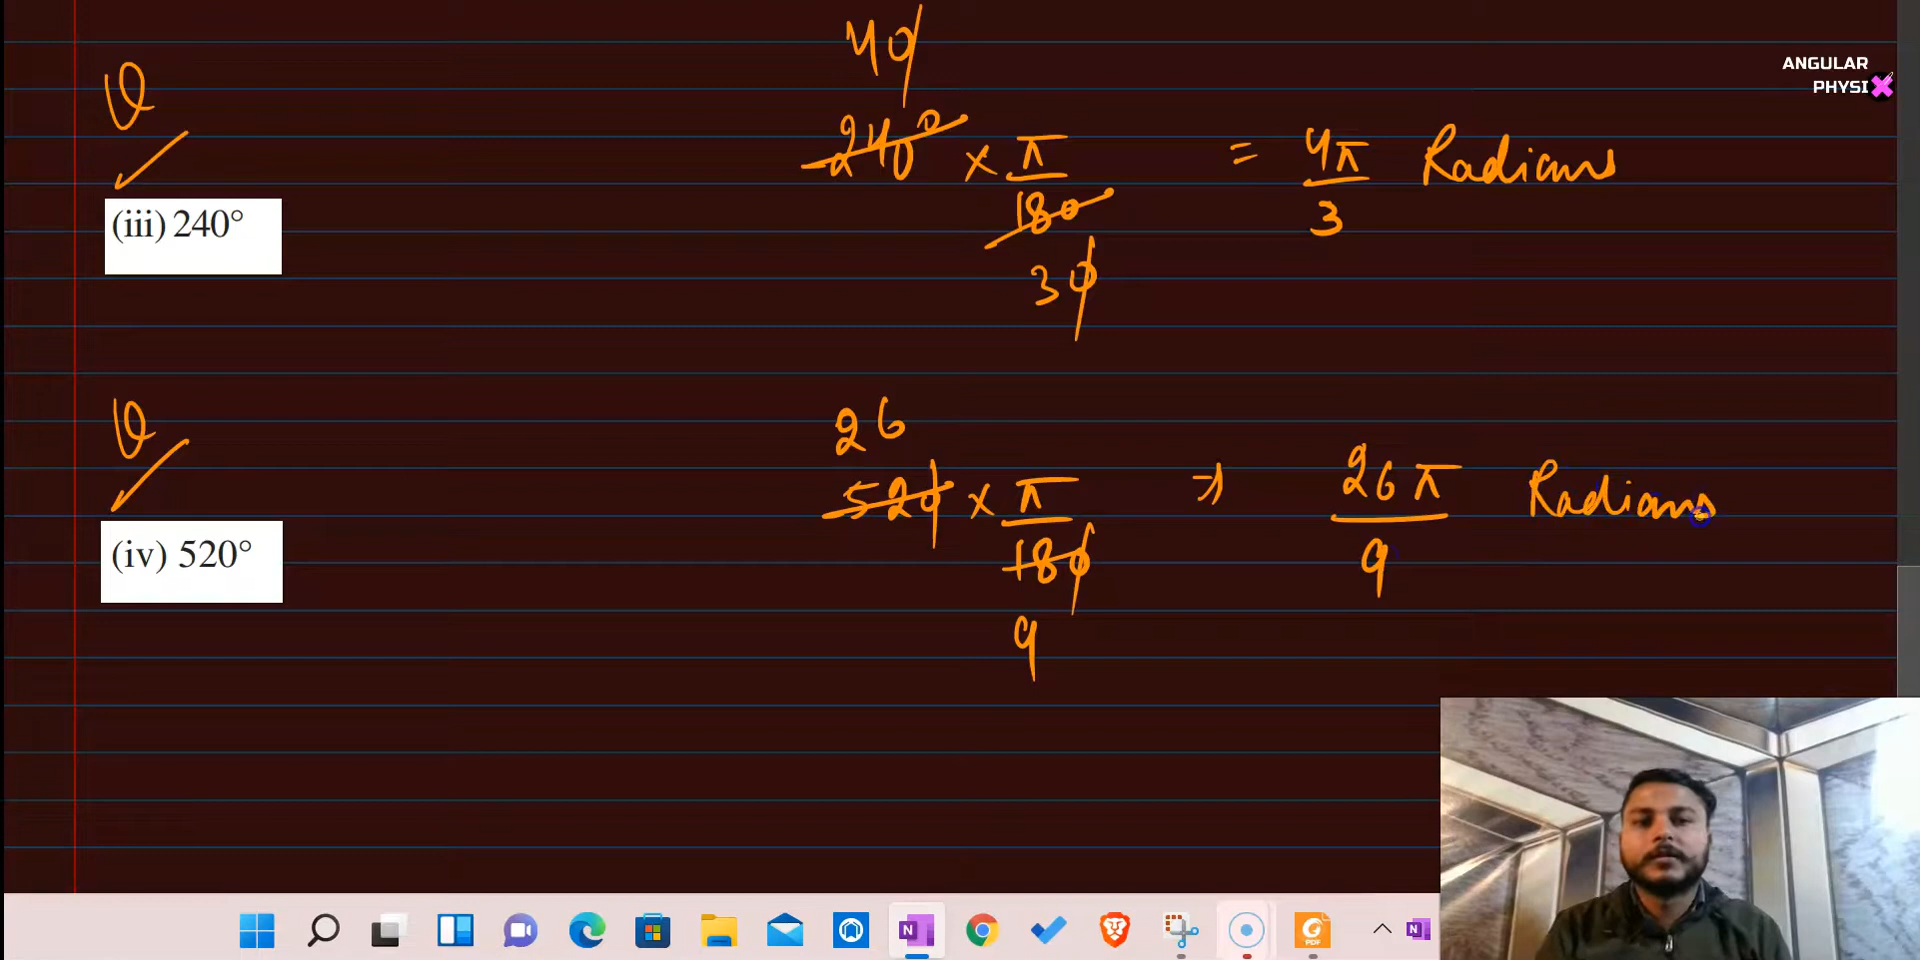 ANGULAR
PHYSI
40
θ
240° × π/180 = 4π/3 Radians
30
(iii) 240°
26
θ
520 × π/180 ⇒ 26π/9 Radians
9
(iv) 520°